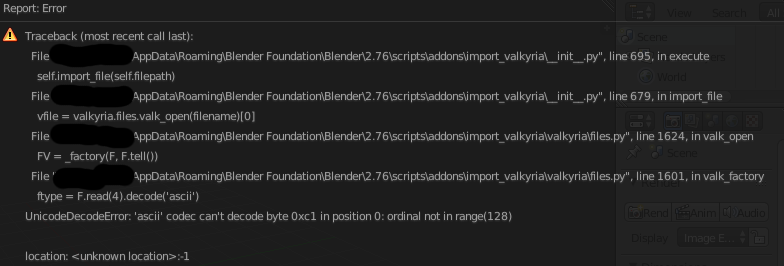 Report: Error
Traceback (most recent call last):
File AppData\Roaming\Blender Foundation\Blender\2.76\scripts\addons\import_valkyria\__init__.py", line 695, in execute
self.import_file(self.filepath)
File AppData\Roaming\Blender Foundation\Blender\2.76\scripts\addons\import_valkyria\__init__.py", line 679, in import_file
vfile = valkyria.files.valk_open(filename)[0]
File AppData\Roaming\Blender Foundation\Blender\2.76\scripts\addons\import_valkyria\valkyria\files.py", line 1624, in valk_open
FV = _factory(F, F.tell())
File "AppData\Roaming\Blender Foundation\Blender\2.76\scripts\addons\import_valkyria\valkyria\files.py", line 1601, in valk_factory
ftype = F.read(4).decode('ascii')
UnicodeDecodeError: 'ascii' codec can't decode byte 0xc1 in position 0: ordinal not in range(128)
location: <unknown location>:-1
View Search All
Scene
World
Scene
Render
Rend Anim Audio
Display Image E...